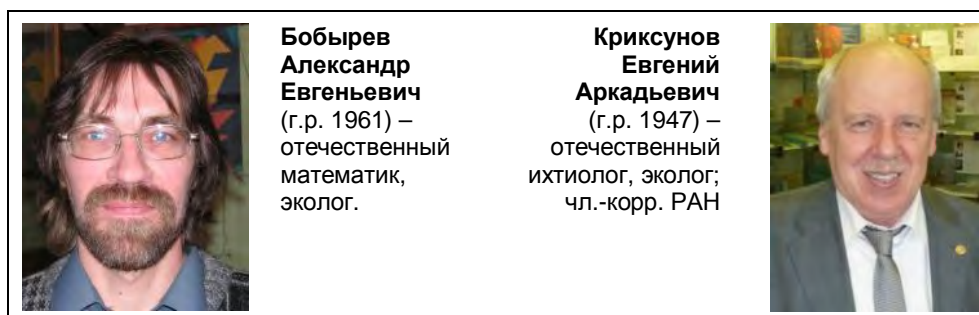 Бобырев
Александр
Евгеньевич
(г.р. 1961) –
отечественный
математик,
эколог.
Криксунов
Евгений
Аркадьевич
(г.р. 1947) –
отечественный
ихтиолог, эколог;
чл.-корр. РАН